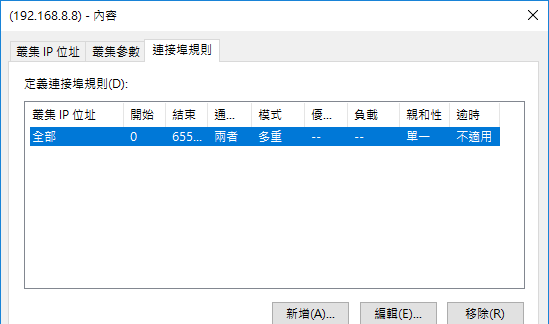 (192.168.8.8) - 內容
叢集 IP 位址 叢集參數 連接埠規則
定義連接埠規則(D):
叢集 IP 位址 開始 結束 通... 模式 優... 負載 親和性 逾時
全部 0 655... 兩者 多重 -- -- 單一 不適用
新增(A)... 編輯(E)... 移除(R)